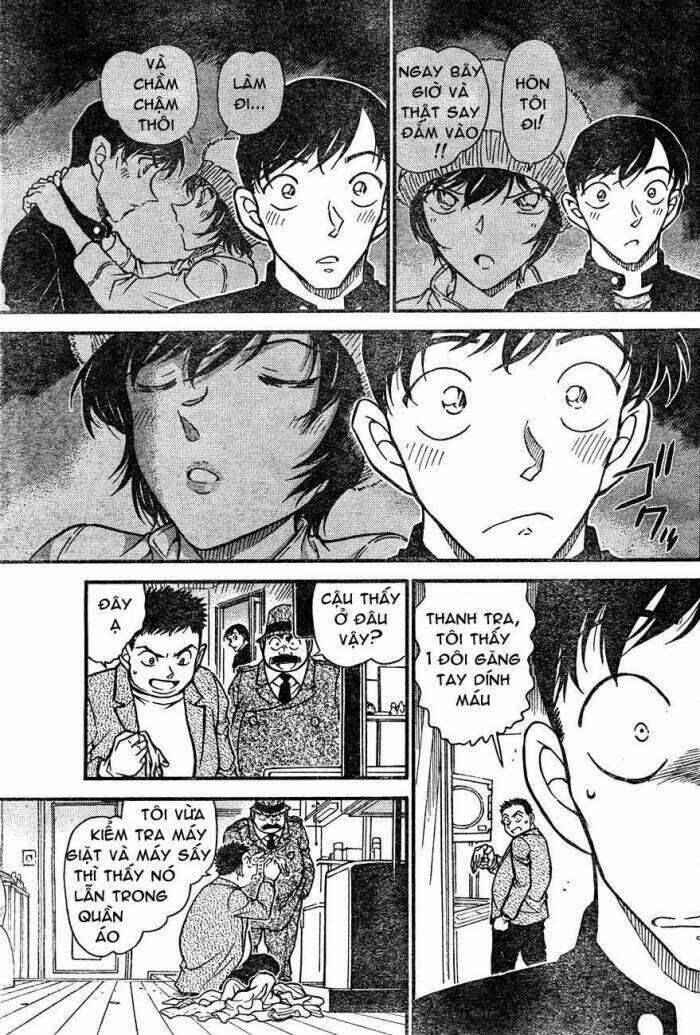 HÔN
TÔI
ĐI!
NGAY BÂY
GIỜ VÀ
THẬT SAY
ĐẮM VÀO
!!
LÀM
ĐI...
VÀ
CHẦM
CHẬM
THÔI
THANH TRA,
TÔI THẤY
1 ĐÔI GĂNG
TAY DÍNH
MÁU
CẬU THẤY
Ở ĐÂU
VẬY?
ĐÂY
Ạ
TÔI VỪA
KIỂM TRA MÁY
GIẶT VÀ MÁY SẤY
THÌ THẤY NÓ
LẪN TRONG
QUẦN
ÁO